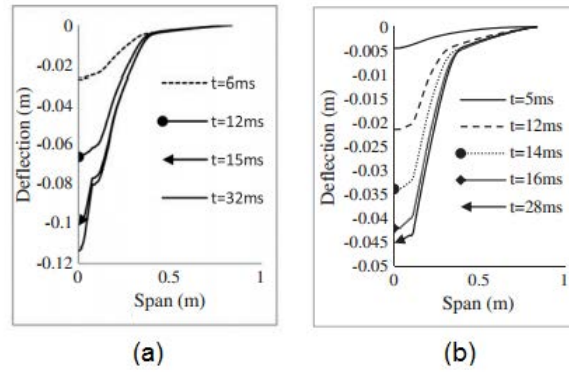 0
-0.02
-0.04
-0.06
-0.08
-0.1
-0.12
Deflection (m)
t=6ms
t=12ms
t=15ms
t=32ms
0 0.5 1
Span (m)
(a)
0
-0.005
-0.01
-0.015
-0.02
-0.025
-0.03
-0.035
-0.04
-0.045
-0.05
Deflection (m)
t=5ms
t=12ms
t=14ms
t=16ms
t=28ms
0 0.5 1
Span (m)
(b)